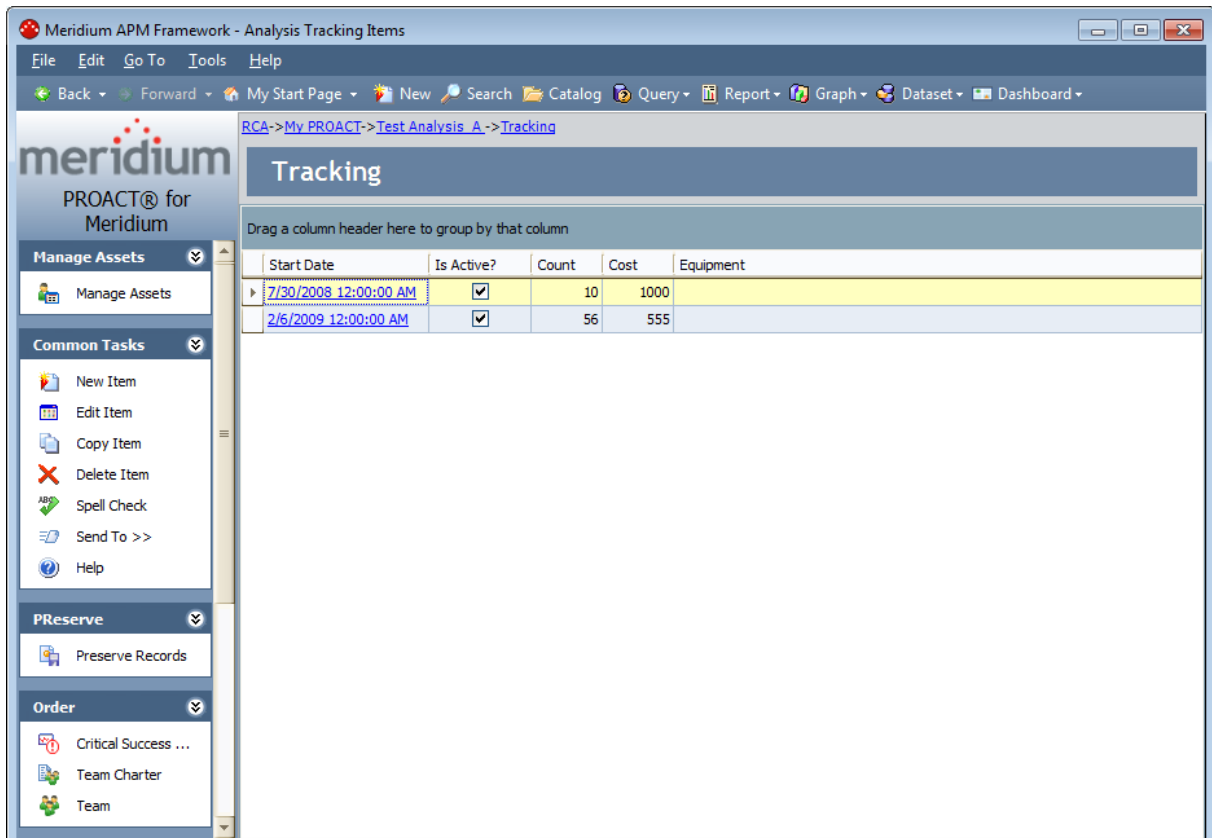 Meridium APM Framework - Analysis Tracking Items
File Edit Go To Tools Help
Back Forward My Start Page New Search Catalog Query Report Graph Dataset Dashboard
meridium
PROACT® for
Meridium
Manage Assets
Manage Assets
Common Tasks
New Item
Edit Item
Copy Item
Delete Item
ABC
Spell Check
Send To >>
Help
PReserve
Preserve Records
Order
Critical Success ...
Team Charter
Team
RCA->My PROACT->Test Analysis A ->Tracking
Tracking
Drag a column header here to group by that column
Start Date Is Active? Count Cost Equipment
7/30/2008 12:00:00 AM 10 1000
2/6/2009 12:00:00 AM 56 555